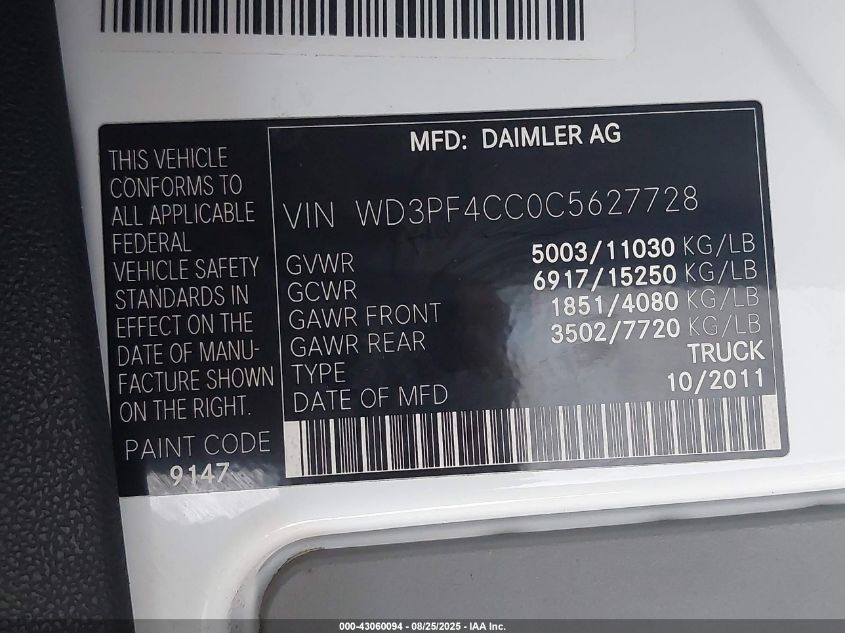 MFD: DAIMLER AG
THIS VEHICLE
CONFORMS TO
ALL APPLICABLE
FEDERAL
VEHICLE SAFETY
STANDARDS IN
EFFECT ON THE
DATE OF MANU-
FACTURE SHOWN
ON THE RIGHT.
PAINT CODE
9147
VIN WD3PF4CC0C5627728
GVWR 5003/11030 KG/LB
GCWR 6917/15250 KG/LB
GAWR FRONT 1851/4080 KG/LB
GAWR REAR 3502/7720 KG/LB
TYPE TRUCK
DATE OF MFD 10/2011
000-43060094 - 08/25/2025 - IAA Inc.